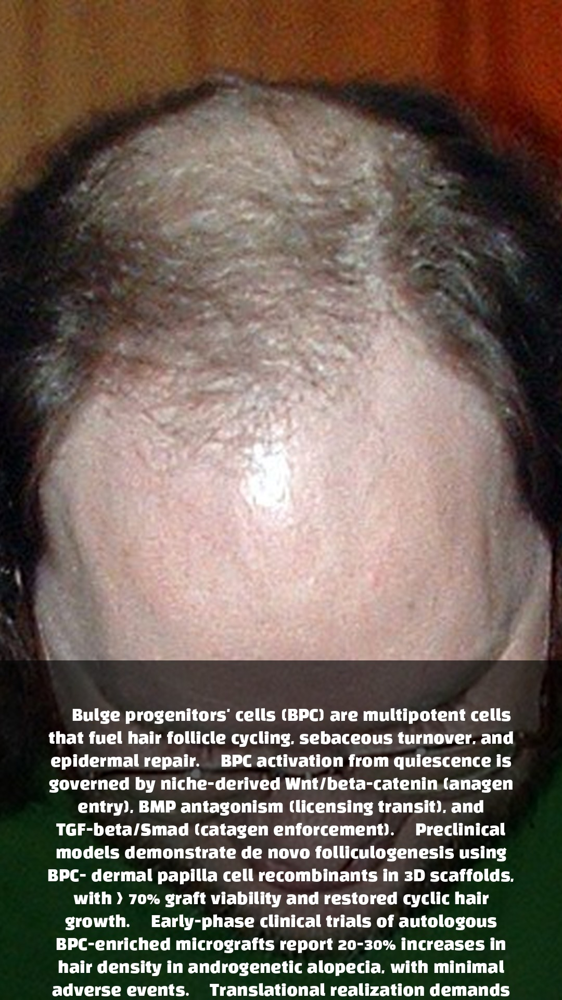 Bulge progenitors' cells (BPC) are multipotent cells
that fuel hair follicle cycling, sebaceous turnover, and
epidermal repair. BPC activation from quiescence is
governed by niche-derived Wnt/beta-catenin (anagen
entry), BMP antagonism (licensing transit), and
TGF-beta/Smad (catagen enforcement). Preclinical
models demonstrate de novo folliculogenesis using
BPC- dermal papilla cell recombinants in 3D scaffolds,
with > 70% graft viability and restored cyclic hair
growth. Early-phase clinical trials of autologous
BPC-enriched micrografts report 20-30% increases in
hair density in androgenetic alopecia, with minimal
adverse events. Translational realization demands